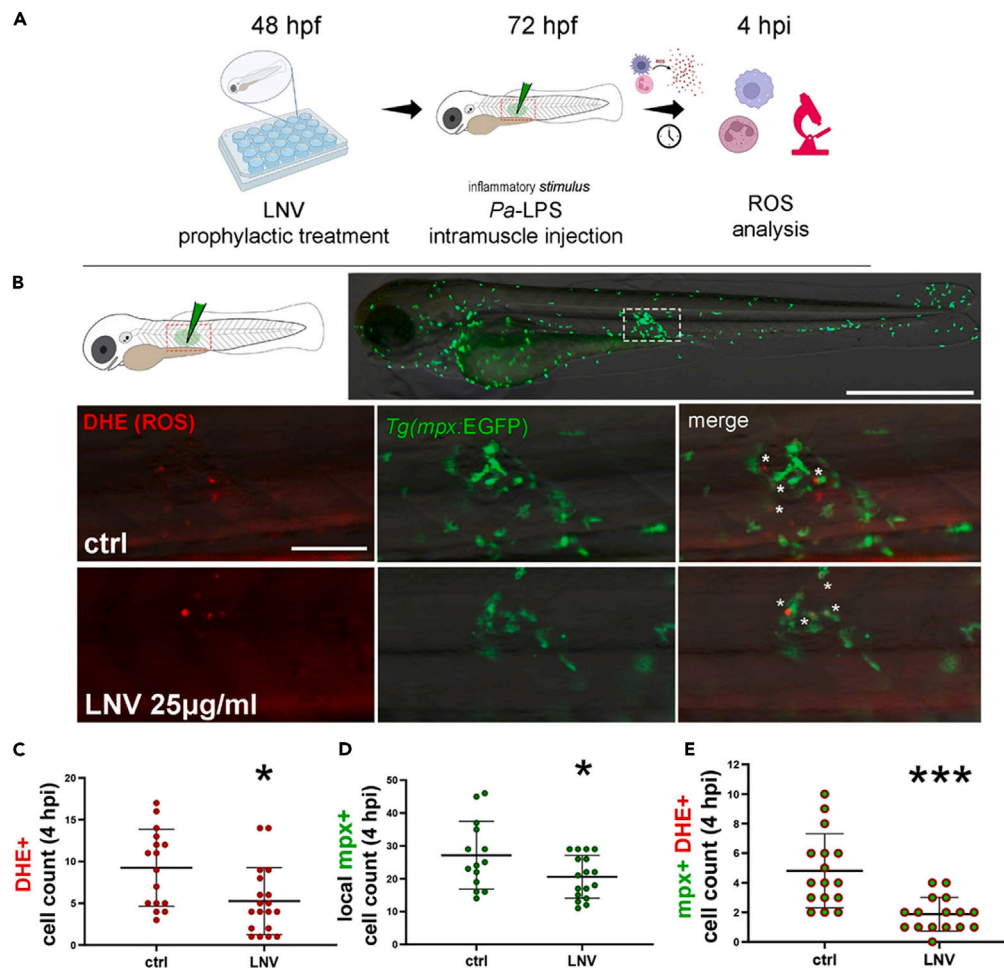 A
48 hpf
72 hpf
4 hpi
ROS
LNV
prophylactic treatment
inflammatory stimulus
Pa-LPS
intramuscle injection
ROS
analysis
B
DHE (ROS)
Tg(mpx:EGFP)
merge
* * * *
ctrl
* * * *
LNV 25µg/ml
C
DHE+
cell count (4 hpi)
20
15
10
5
0
*
ctrl
LNV
D
local mpx+
cell count (4 hpi)
50
40
30
20
10
0
*
ctrl
LNV
E
mpx+ DHE+
cell count (4 hpi)
12
10
8
6
4
2
0
***
ctrl
LNV